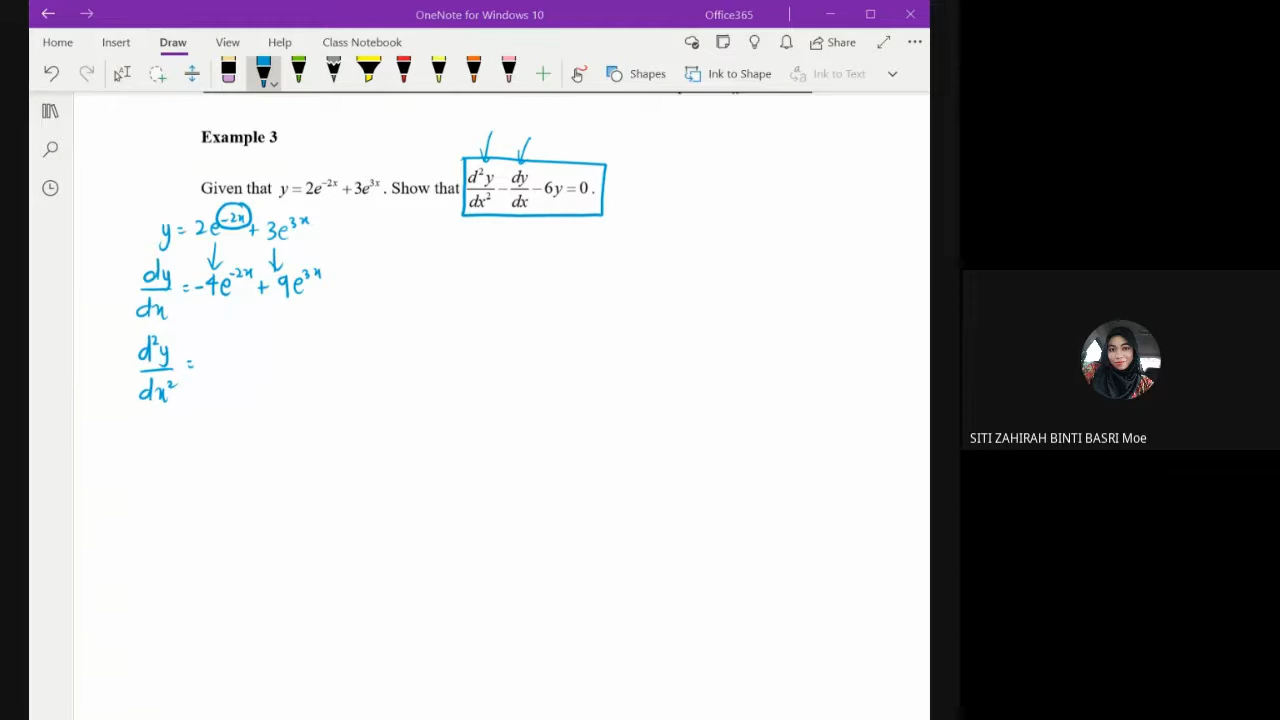 OneNote for Windows 10
Office365
Home Insert Draw View Help Class Notebook
Share
Shapes
Ink to Shape
Ink to Text
Example 3
Given that y = 2e^{-2x} + 3e^{3x}. Show that d²y/dx² − dy/dx − 6y = 0.
y = 2e^{-2x} + 3e^{3x}
dy/dx = -4e^{-2x} + 9e^{3x}
d²y/dx² =
SITI ZAHIRAH BINTI BASRI Moe